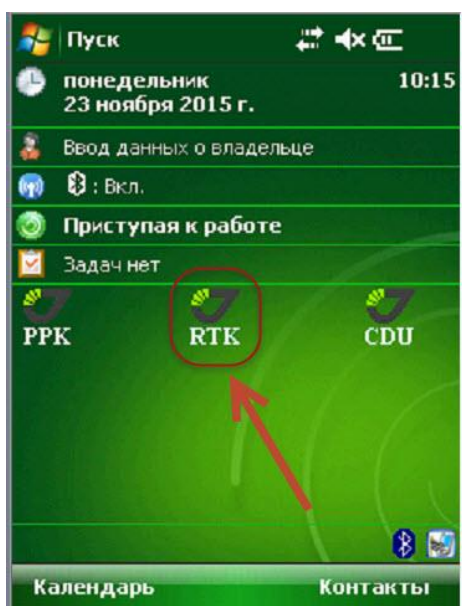 Пуск
понедельник 10:15
23 ноября 2015 г.
Ввод данных о владельце
: Вкл.
Приступая к работе
Задач нет
PPK RTK CDU
Календарь Контакты